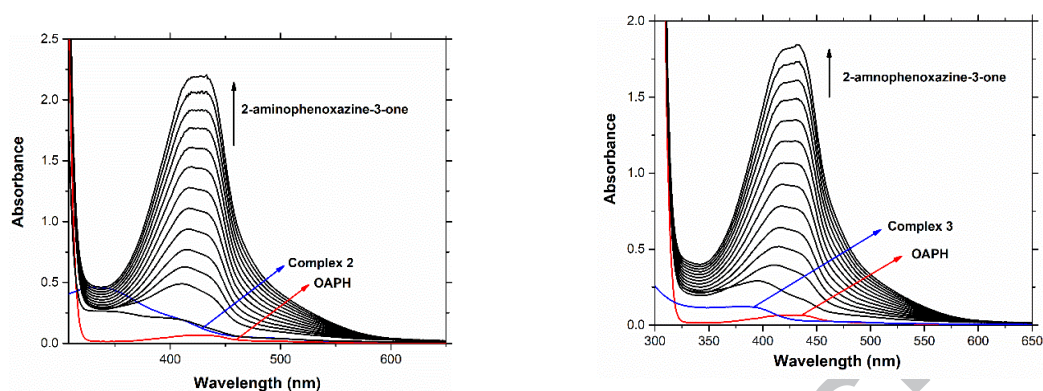 2.5
2.0
1.5
1.0
0.5
0.0
400
500
600
Absorbance
Wavelength (nm)
2-aminophenoxazine-3-one
Complex 2
OAPH
2.0
1.5
1.0
0.5
0.0
300
350
400
450
500
550
600
650
Absorbance
Wavelength (nm)
2-amnophenoxazine-3-one
Complex 3
OAPH